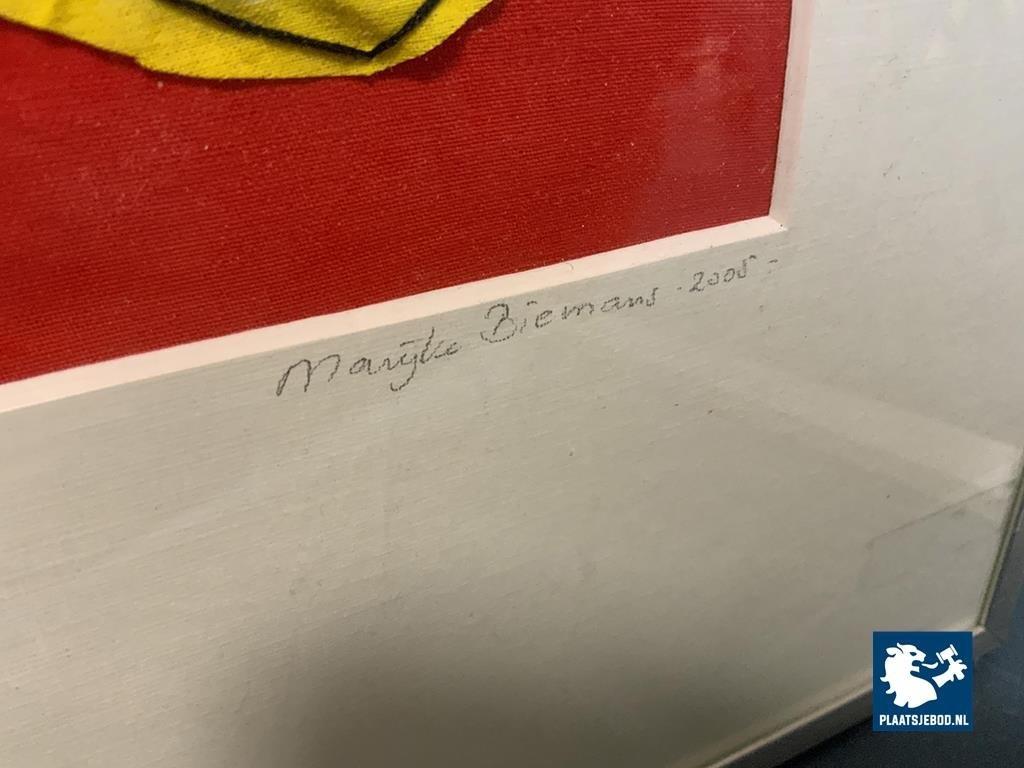 Marijke Biemans - 2005 -
PLAATSJEBOD.NL